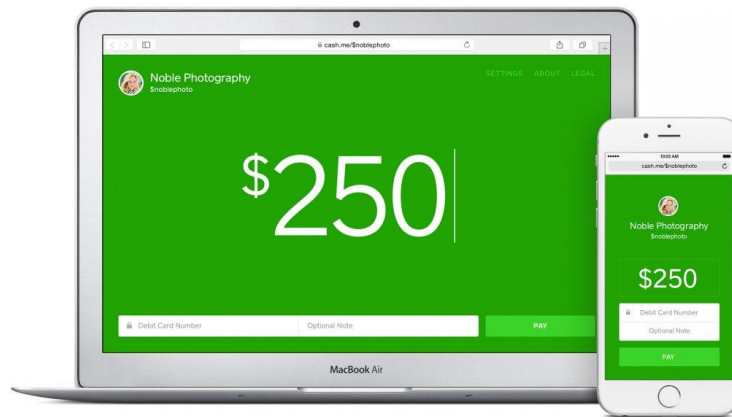 cash.me/$noblephoto
Noble Photography
$noblephoto
SETTINGS ABOUT LEGAL
$250
Debit Card Number
Optional Note
PAY
MacBook Air
10:03 AM
cash.me/$noblephoto
Noble Photography
$noblephoto
$250
Debit Card Number
Optional Note
PAY